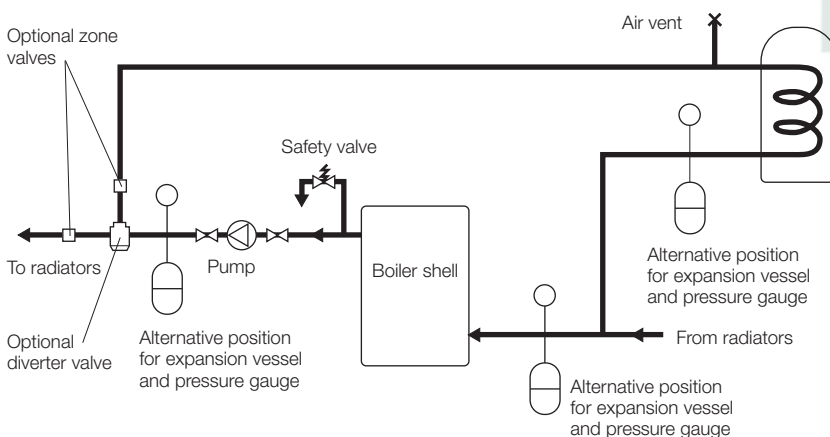 Air vent
Optional zone
valves
Safety valve
To radiators
Pump
Boiler shell
Alternative position
for expansion vessel
and pressure gauge
Optional
diverter valve
Alternative position
for expansion vessel
and pressure gauge
From radiators
Alternative position
for expansion vessel
and pressure gauge